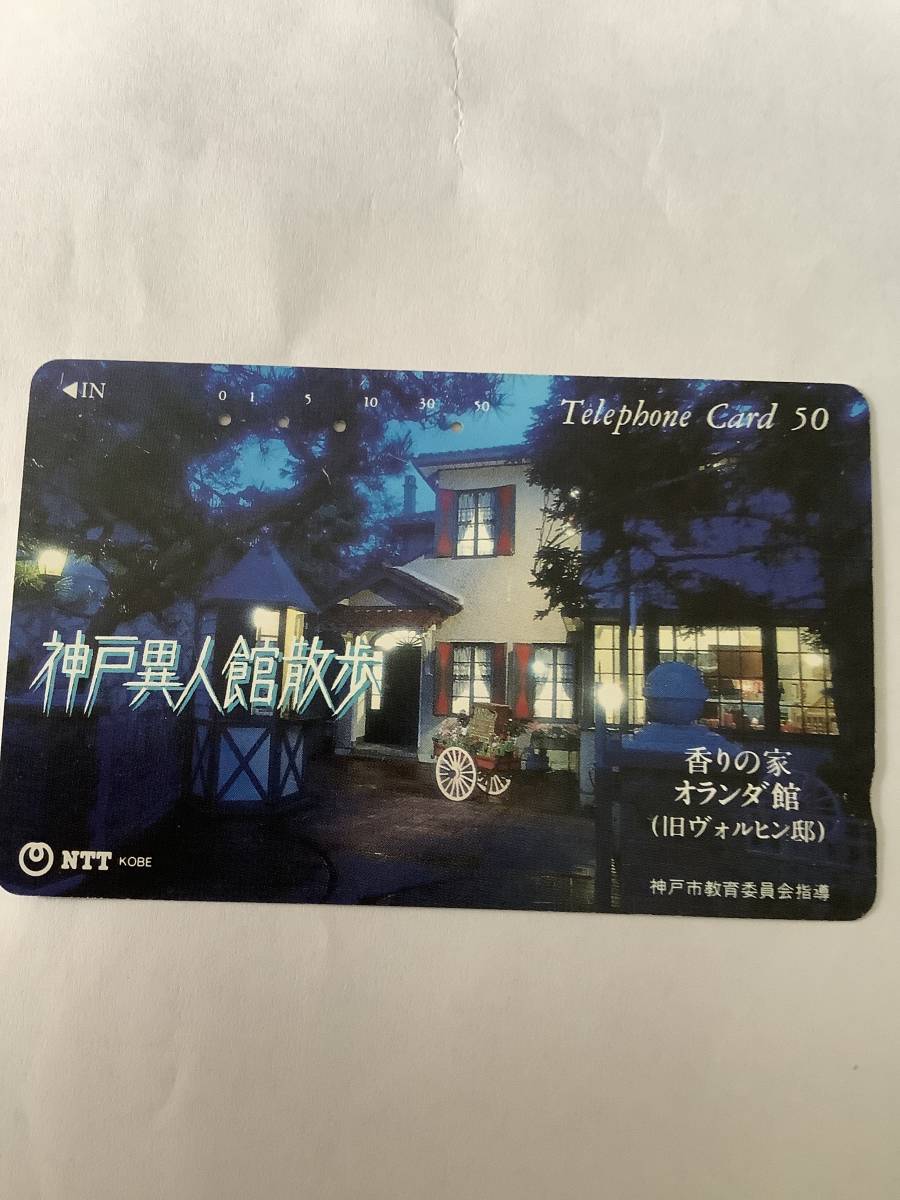 ◀IN
0 1 5 10 30 50
Telephone Card 50
神戸異人館散歩
香りの家
オランダ館
(旧ヴォルヒン邸)
NTT KOBE
神戸市教育委員会指導